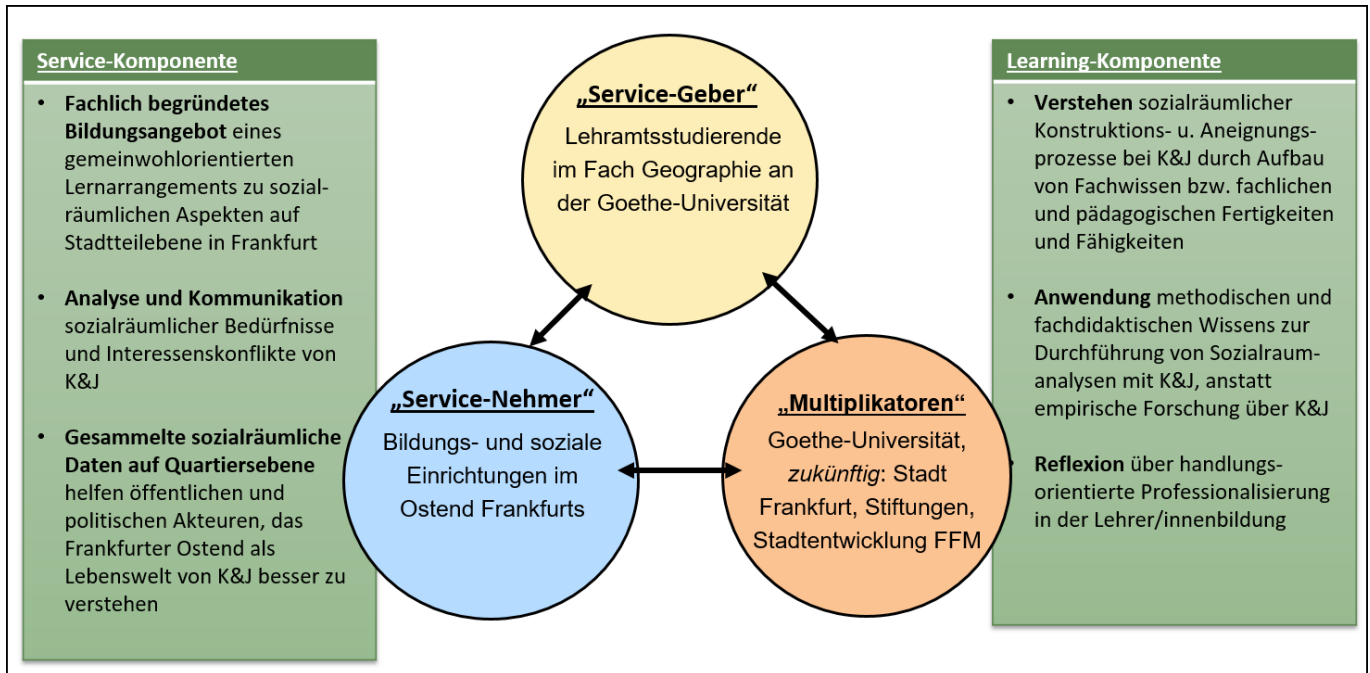 Service-Komponente
• Fachlich begründetes
Bildungsangebot eines
gemeinwohlorientierten
Lernarrangements zu sozial-
räumlichen Aspekten auf
Stadtteilebene in Frankfurt
• Analyse und Kommunikation
sozialräumlicher Bedürfnisse
und Interessenskonflikte von
K&J
• Gesammelte sozialräumliche
Daten auf Quartiersebene
helfen öffentlichen und
politischen Akteuren, das
Frankfurter Ostend als
Lebenswelt von K&J besser zu
verstehen
„Service-Geber“
Lehramtsstudierende
im Fach Geographie an
der Goethe-Universität
„Service-Nehmer“
Bildungs- und soziale
Einrichtungen im
Ostend Frankfurts
„Multiplikatoren“
Goethe-Universität,
zukünftig: Stadt
Frankfurt, Stiftungen,
Stadtentwicklung FFM
Learning-Komponente
• Verstehen sozialräumlicher
Konstruktions- u. Aneignungs-
prozesse bei K&J durch Aufbau
von Fachwissen bzw. fachlichen
und pädagogischen Fertigkeiten
und Fähigkeiten
• Anwendung methodischen und
fachdidaktischen Wissens zur
Durchführung von Sozialraum-
analysen mit K&J, anstatt
empirische Forschung über K&J
• Reflexion über handlungs-
orientierte Professionalisierung
in der Lehrer/innenbildung